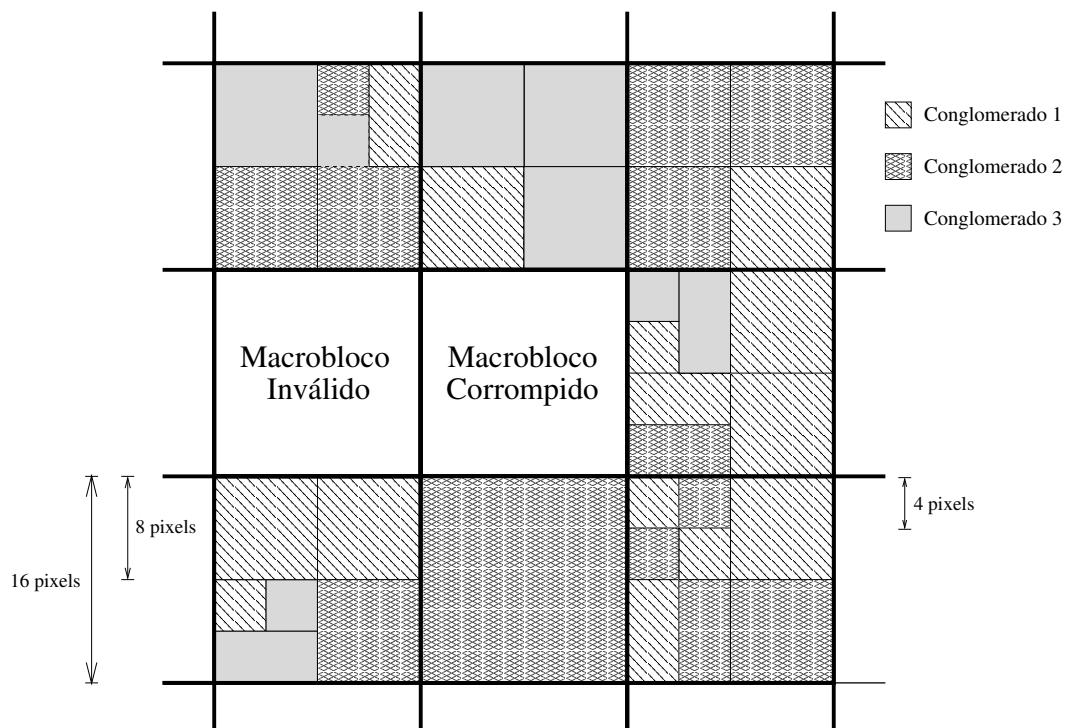 Conglomerado 1
Conglomerado 2
Conglomerado 3
Macrobloco
Inválido
Macrobloco
Corrompido
8 pixels
4 pixels
16 pixels